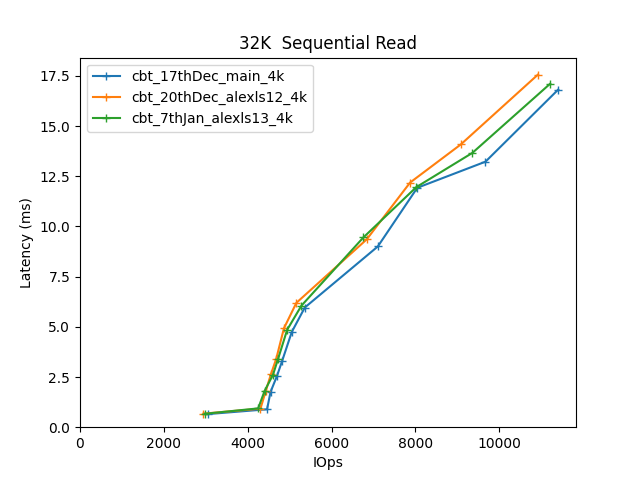 32K  Sequential Read
cbt_17thDec_main_4k
cbt_20thDec_alexls12_4k
cbt_7thJan_alexls13_4k
Latency (ms)
17.5
15.0
12.5
10.0
7.5
5.0
2.5
0.0
0 2000 4000 6000 8000 10000
IOps